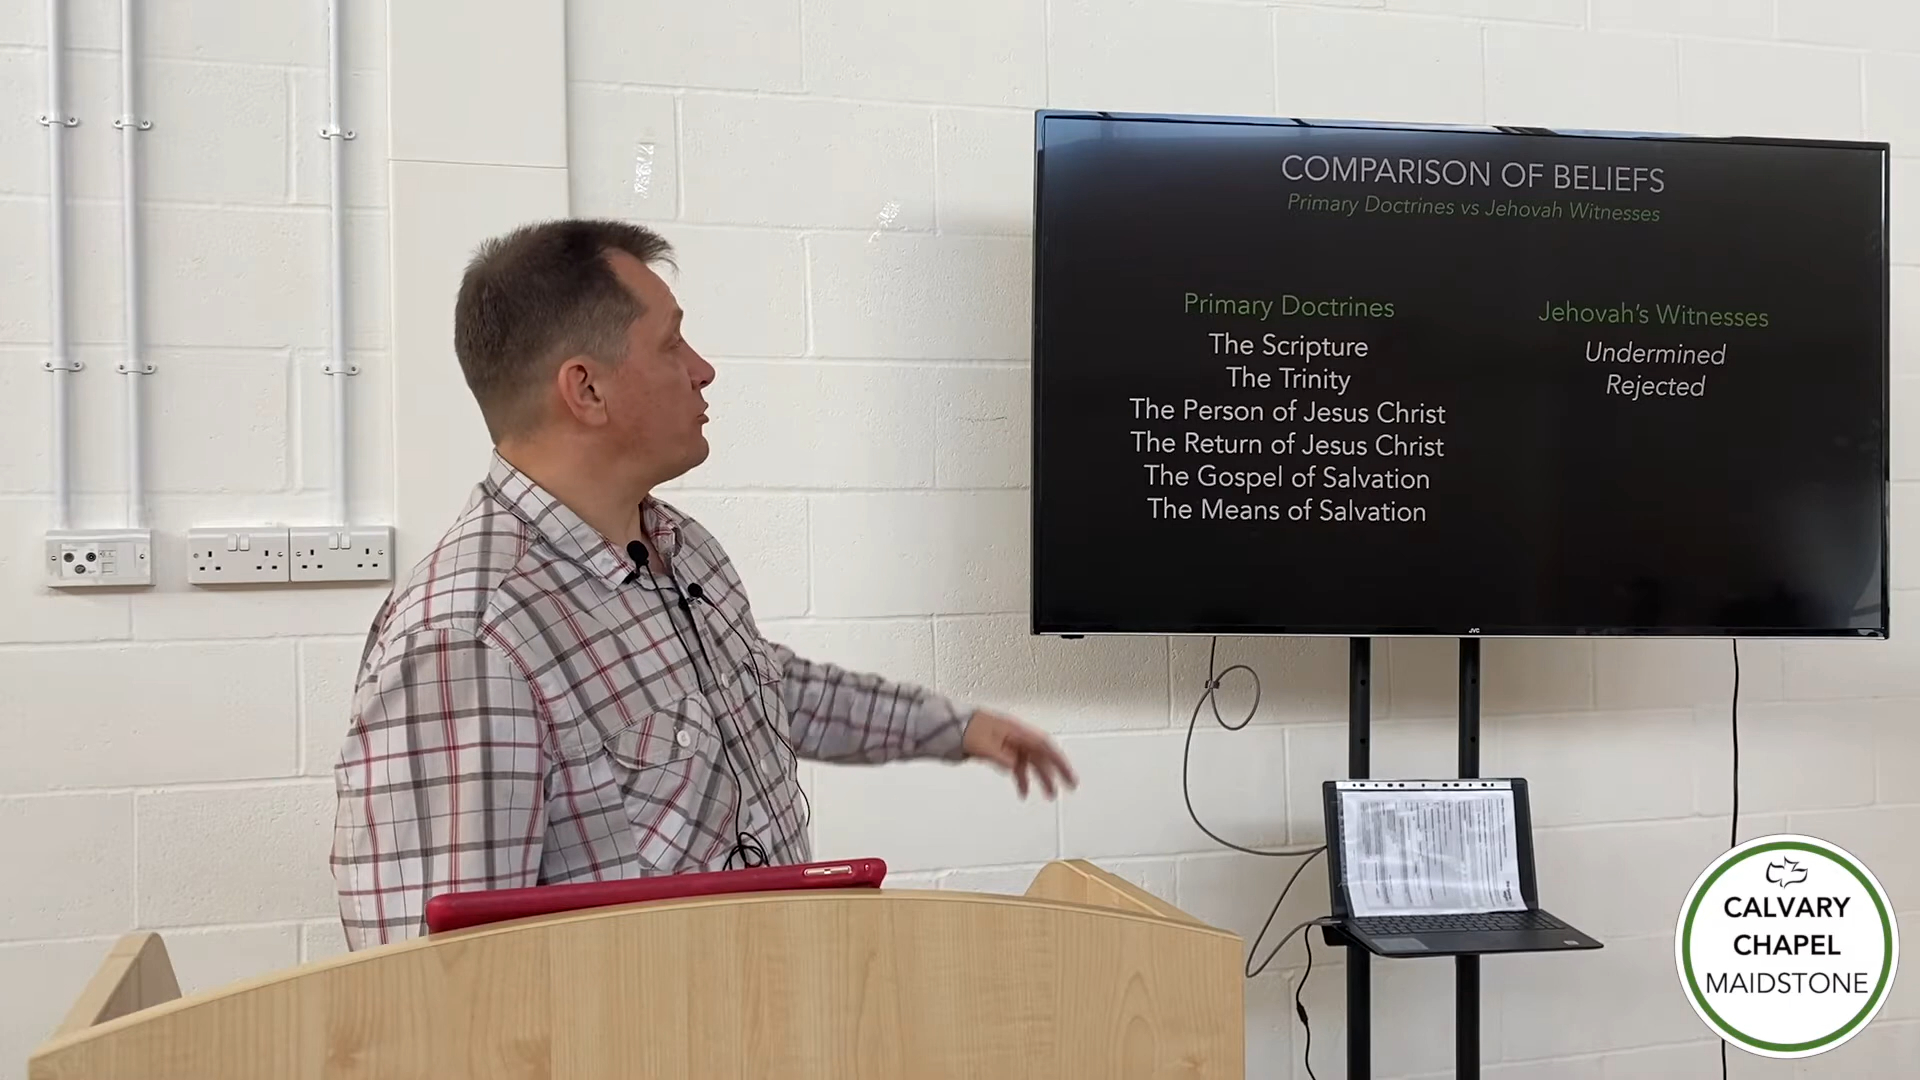 COMPARISON OF BELIEFS
Primary Doctrines vs Jehovah Witnesses
Primary Doctrines
The Scripture
The Trinity
The Person of Jesus Christ
The Return of Jesus Christ
The Gospel of Salvation
The Means of Salvation
Jehovah's Witnesses
Undermined
Rejected
JVC
CALVARY
CHAPEL
MAIDSTONE